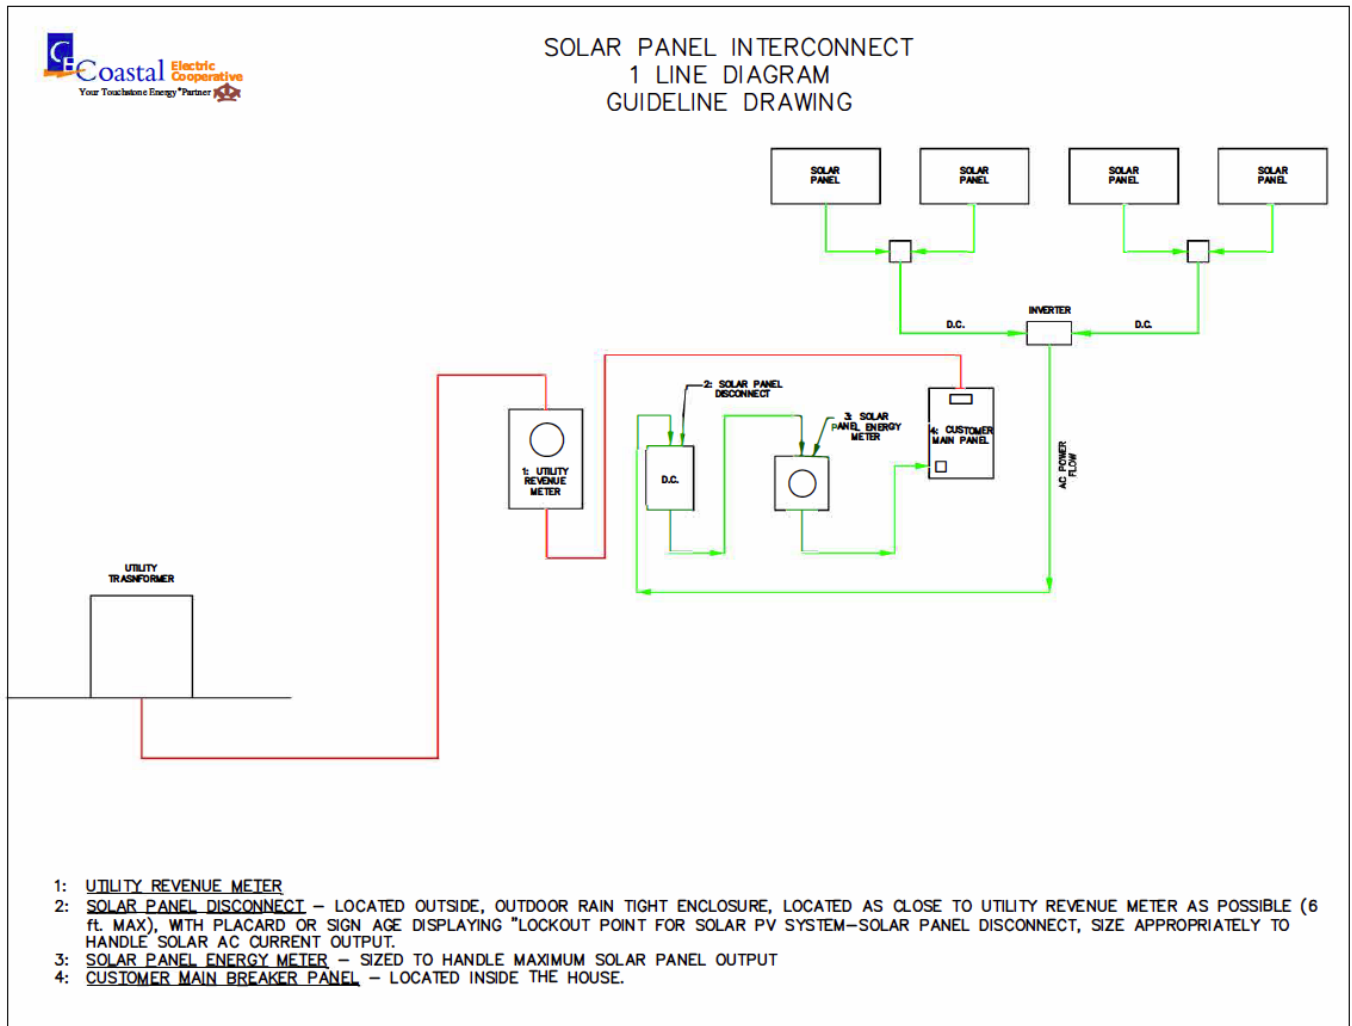 CE Coastal Electric
Cooperative
Your Touchstone Energy® Partner
SOLAR PANEL INTERCONNECT
1 LINE DIAGRAM
GUIDELINE DRAWING
SOLAR
PANEL
SOLAR
PANEL
SOLAR
PANEL
SOLAR
PANEL
INVERTER
D.C.
D.C.
2: SOLAR PANEL
DISCONNECT
3: SOLAR
PANEL ENERGY
METER
4: CUSTOMER
MAIN PANEL
1: UTILITY
REVENUE
METER
D.C.
AC POWER
FLOW
UTILITY
TRASNFORMER
1: UTILITY REVENUE METER
2: SOLAR PANEL DISCONNECT – LOCATED OUTSIDE, OUTDOOR RAIN TIGHT ENCLOSURE, LOCATED AS CLOSE TO UTILITY REVENUE METER AS POSSIBLE (6
ft. MAX), WITH PLACARD OR SIGN AGE DISPLAYING "LOCKOUT POINT FOR SOLAR PV SYSTEM–SOLAR PANEL DISCONNECT, SIZE APPROPRIATELY TO
HANDLE SOLAR AC CURRENT OUTPUT.
3: SOLAR PANEL ENERGY METER – SIZED TO HANDLE MAXIMUM SOLAR PANEL OUTPUT
4: CUSTOMER MAIN BREAKER PANEL – LOCATED INSIDE THE HOUSE.